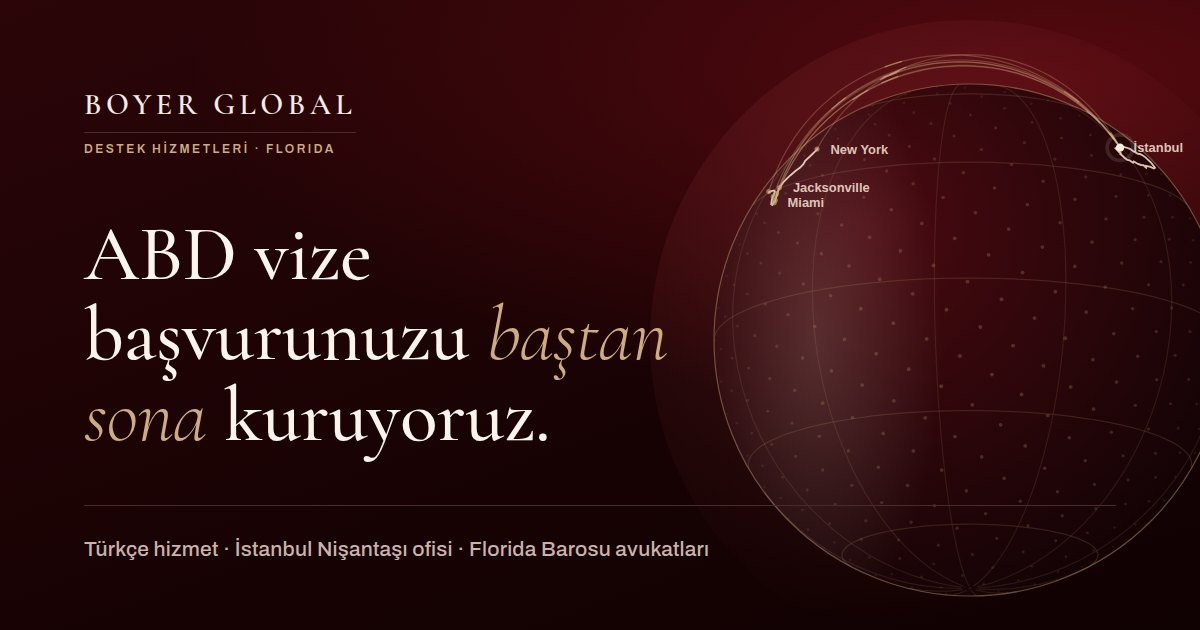 BOYER GLOBAL
DESTEK HİZMETLERİ · FLORIDA
ABD vize
başvurunuzu baştan
sona kuruyoruz.
Türkçe hizmet · İstanbul Nişantaşı ofisi · Florida Barosu avukatları
New York
Jacksonville
Miami
İstanbul